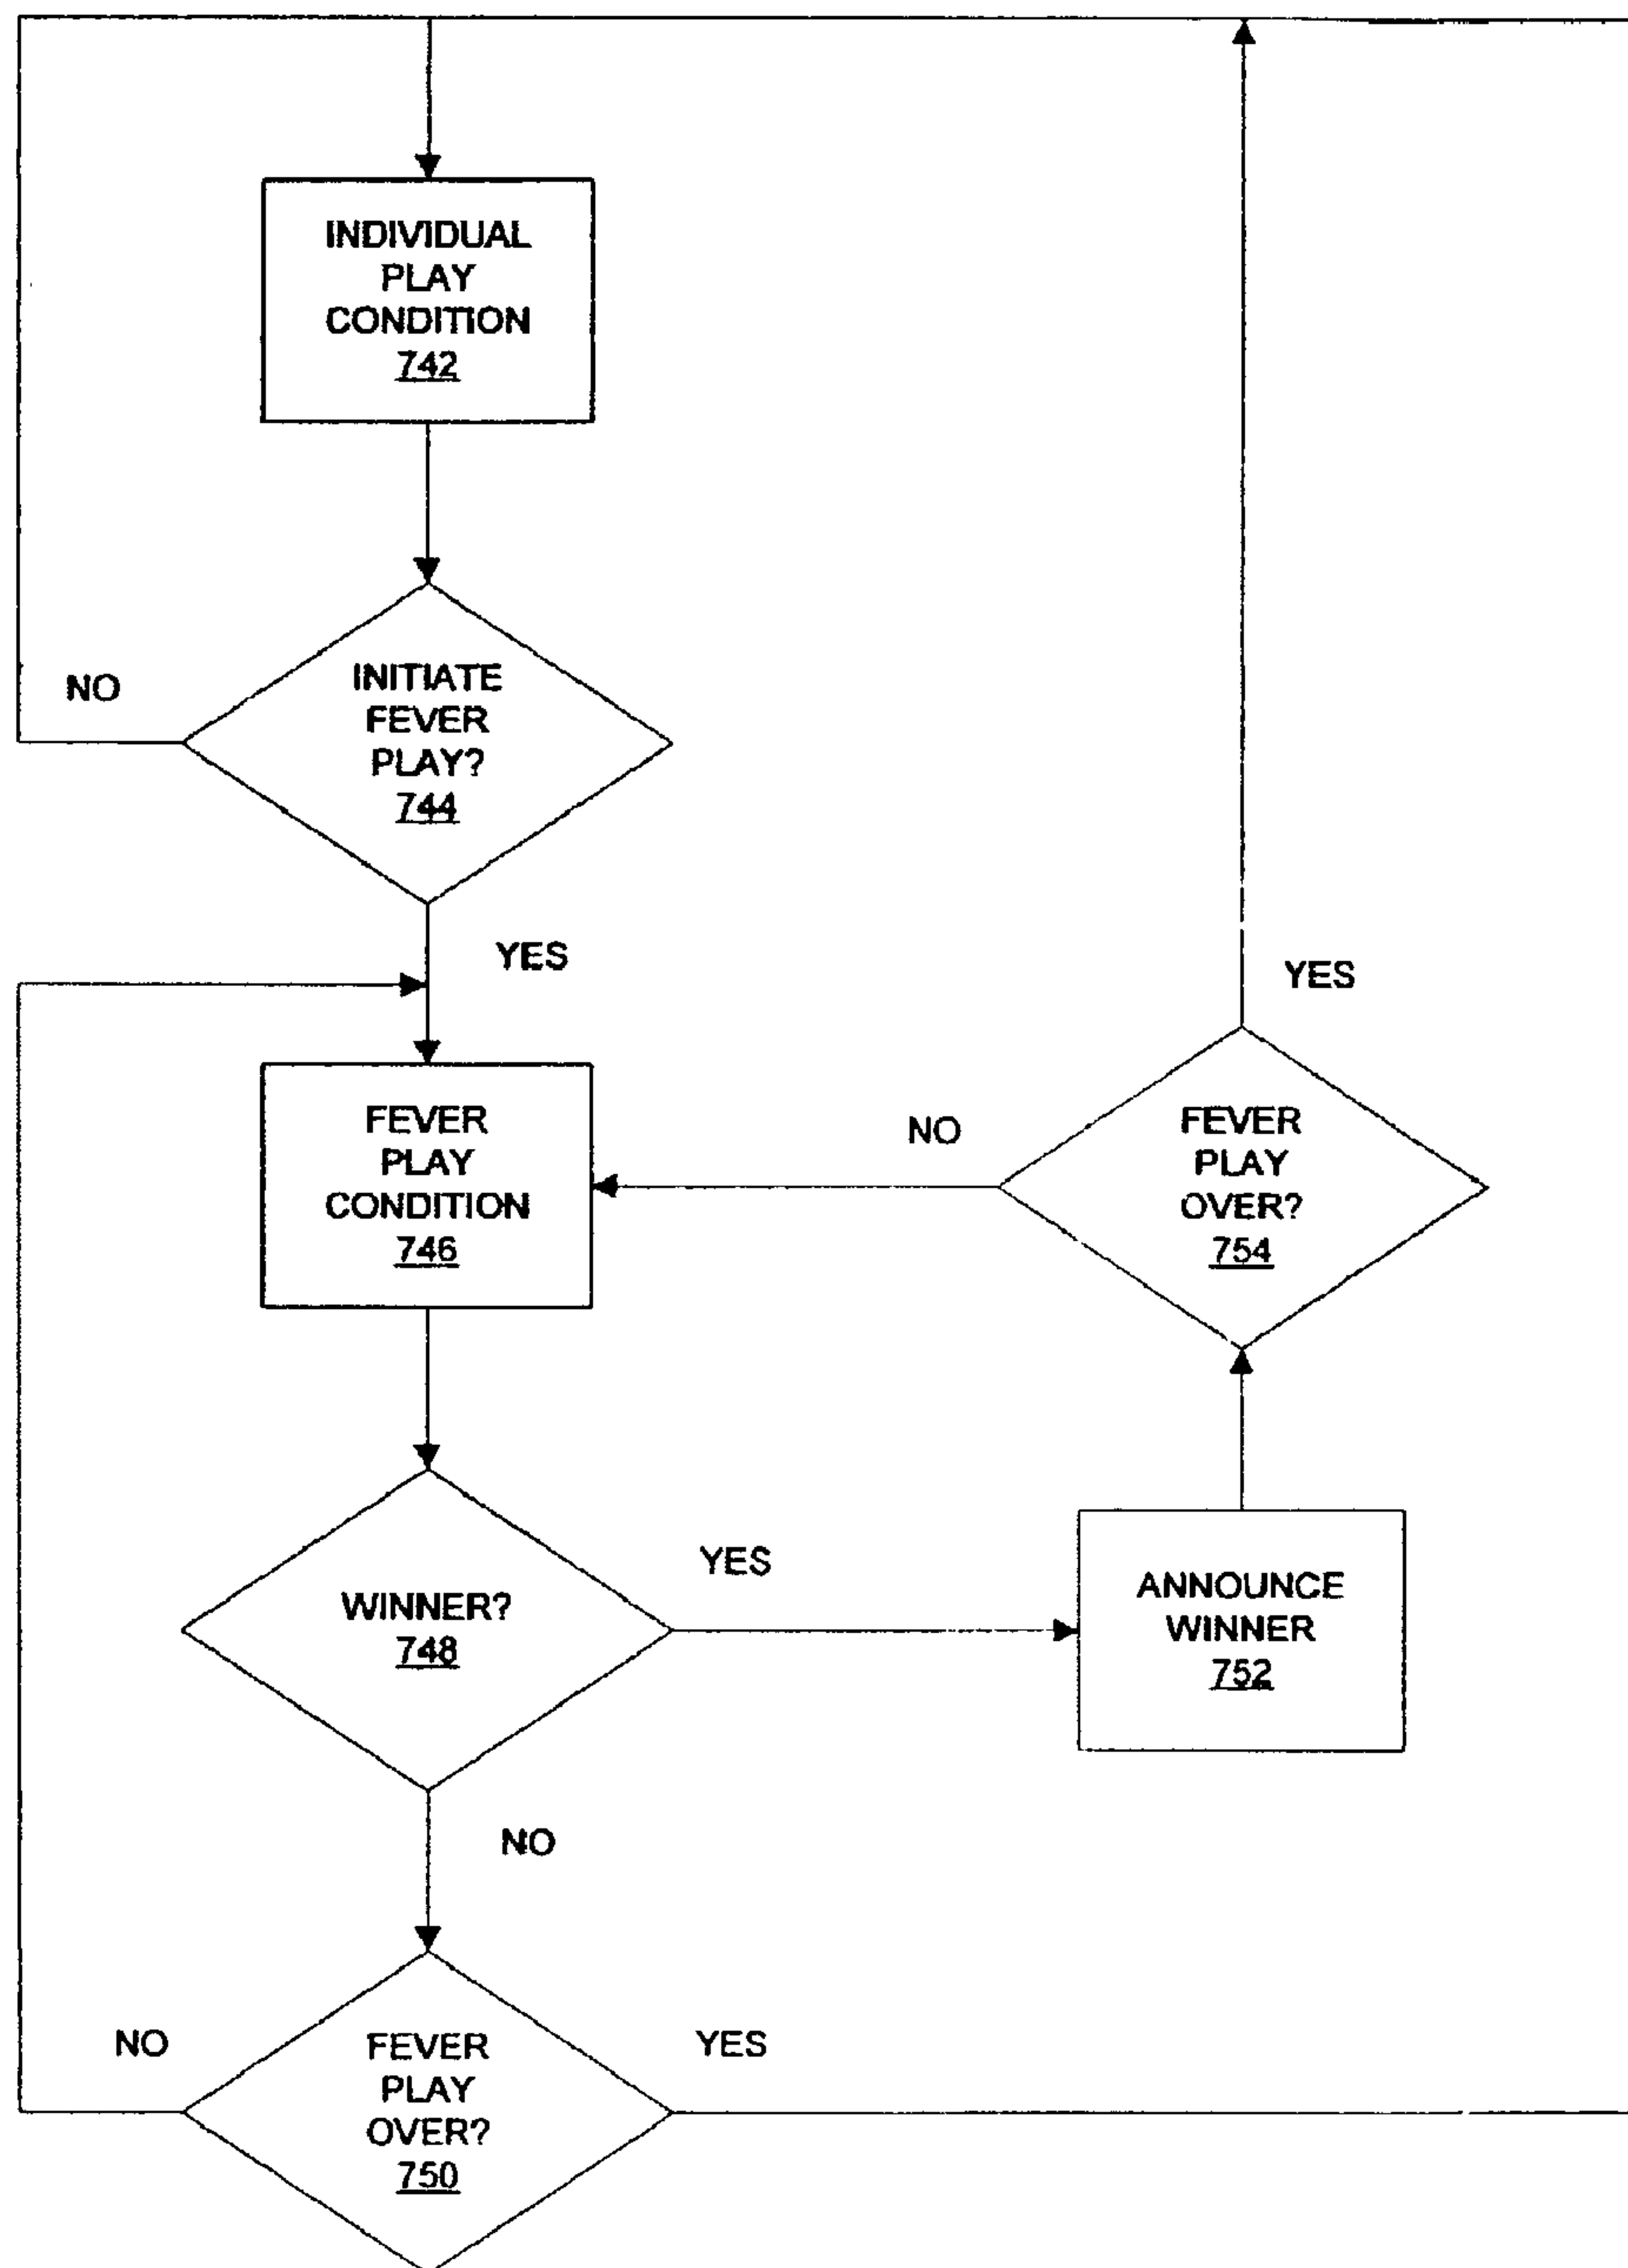 INDIVIDUAL
PLAY
CONDITION
742
NO
INITIATE
FEVER
PLAY?
744
YES
YES
FEVER
PLAY
CONDITION
746
NO
FEVER
PLAY
OVER?
754
WINNER?
748
YES
ANNOUNCE
WINNER
752
NO
NO
FEVER
PLAY
OVER?
750
YES